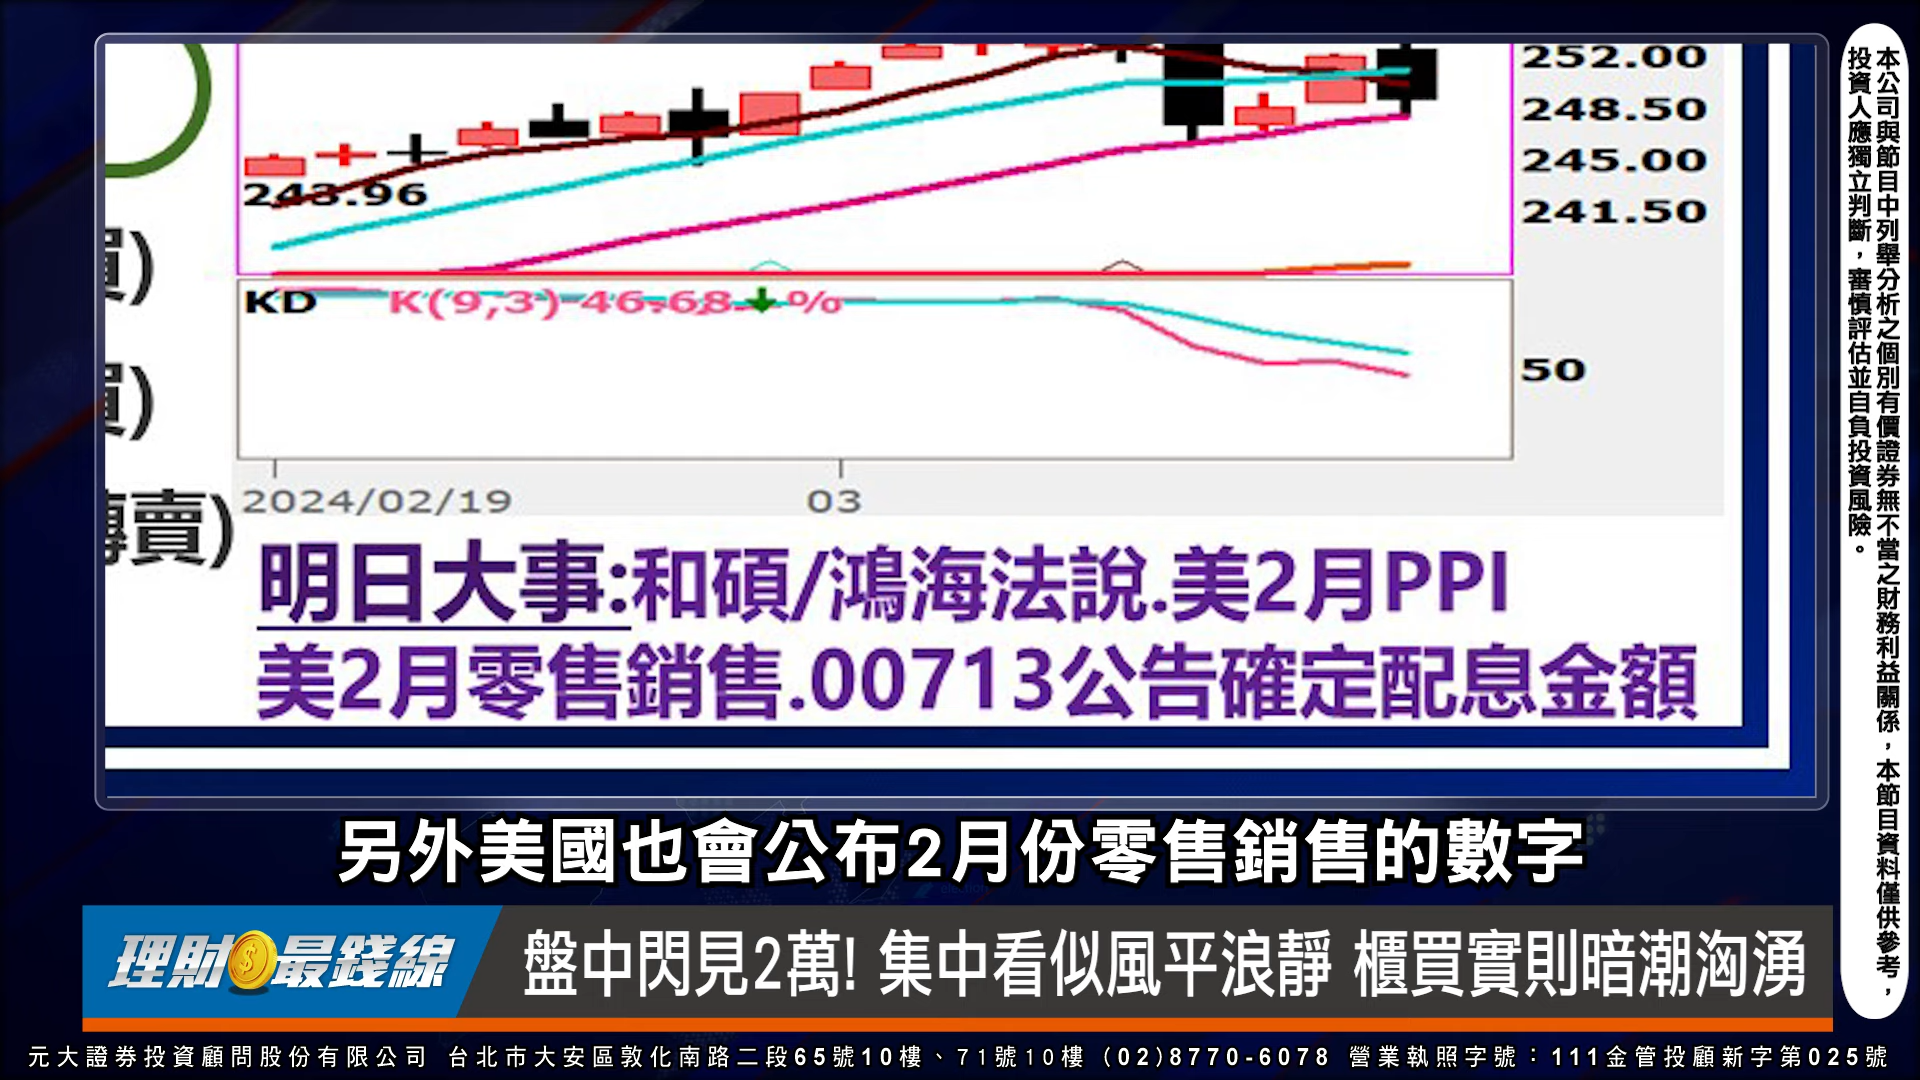 252.00
248.50
245.00
241.50
243.96
買)
KD K(9,3) 46.68 %
50
買)
2024/02/19 03
賣)
明日大事:和碩/鴻海法說.美2月PPI
美2月零售銷售.00713公告確定配息金額
另外美國也會公布2月份零售銷售的數字
理財最錢線
盤中閃見2萬! 集中看似風平浪靜 櫃買實則暗潮洶湧
元大證券投資顧問股份有限公司 台北市大安區敦化南路二段65號10樓、71號10樓 (02)8770-6078 營業執照字號：111金管投顧新字第025號
本公司與節目中列舉分析之個別有價證券無不當之財務利益關係，本節目資料僅供參考，
投資人應獨立判斷，審慎評估並自負投資風險。